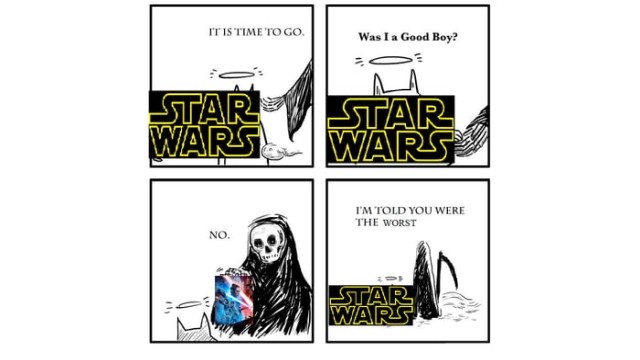 IT IS TIME TO GO.
STAR
WARS
Was I a Good Boy?
STAR
WARS
NO.
I'M TOLD YOU WERE
THE WORST
STAR
WARS